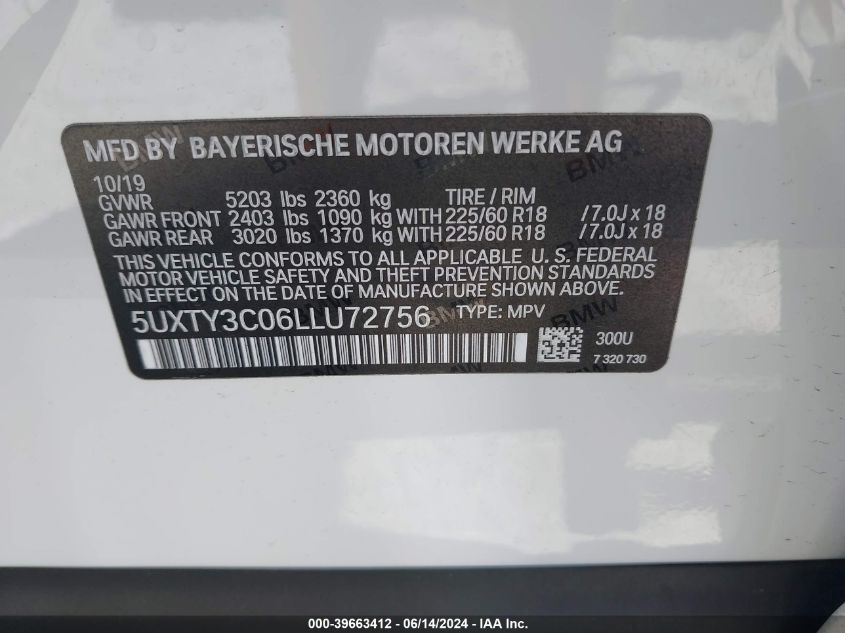 MFD BY BAYERISCHE MOTOREN WERKE AG
10/19
GVWR 5203 lbs 2360 kg TIRE / RIM
GAWR FRONT 2403 lbs 1090 kg WITH 225/60 R18 / 7.0J x 18
GAWR REAR 3020 lbs 1370 kg WITH 225/60 R18 / 7.0J x 18
THIS VEHICLE CONFORMS TO ALL APPLICABLE U. S. FEDERAL
MOTOR VEHICLE SAFETY AND THEFT PREVENTION STANDARDS
IN EFFECT ON THE DATE OF MANUFACTURE SHOWN ABOVE.
5UXTY3C06LLU72756 TYPE: MPV
300U
7 320 730
000-39663412 - 06/14/2024 - IAAI Inc.